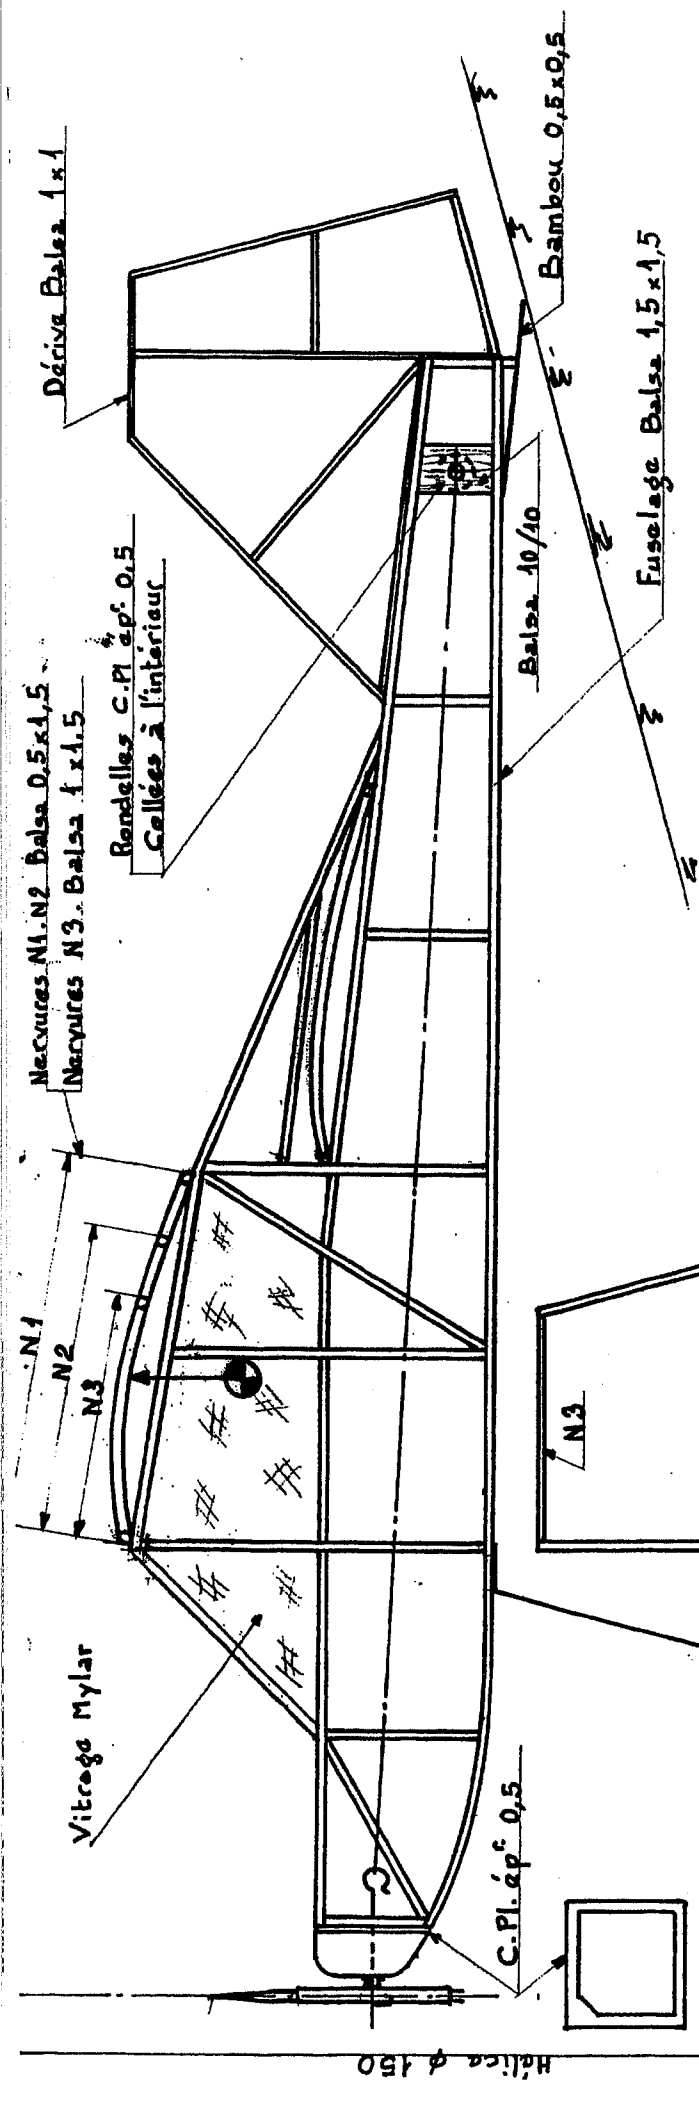 Dérive Balsa 1x1
Bambou 0,5x0,5
Fuselage Balsa 1,5x1,5
Balsa 10/10
Rondelles C.Pl ép.r 0,5
Collées à l'intérieur
Nervures N1.N2 Balsa 0,5x1,5
Nervures N3. Balsa 1x1.5
N1
N2
N3
N3
Vitrage Mylar
C.Pl. ép.r 0,5
Hélice ø 150